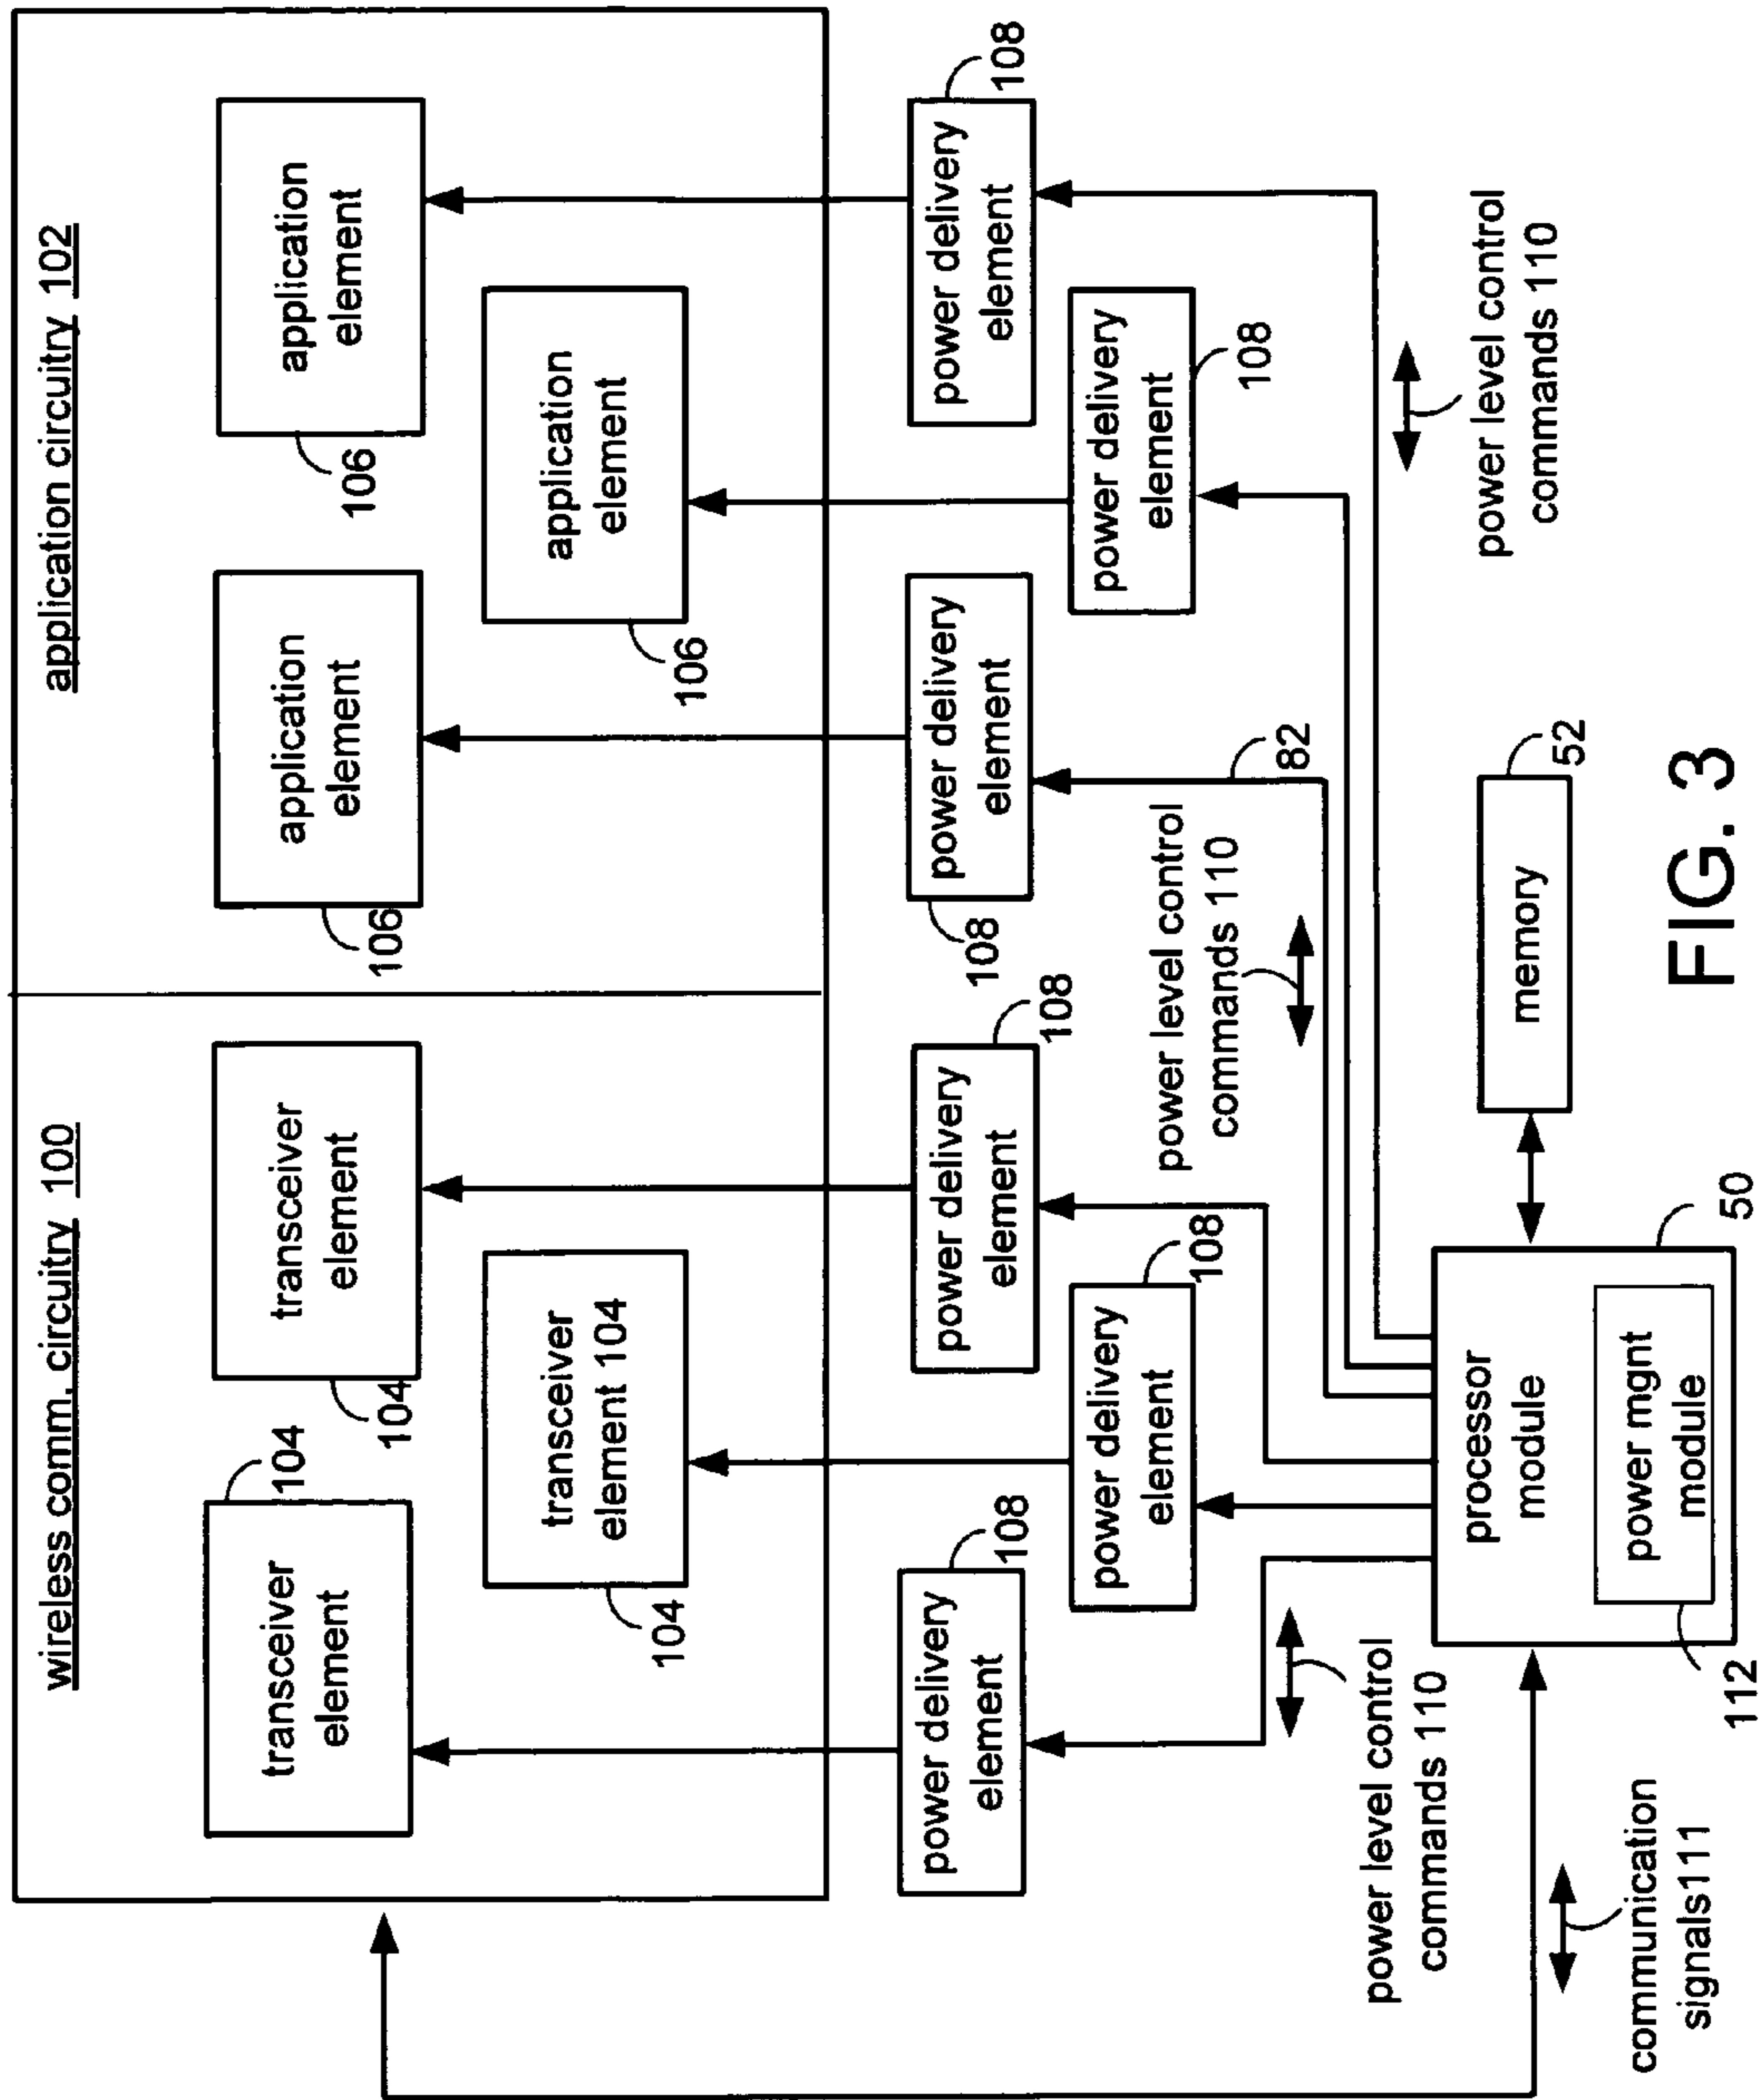 wireless comm. circuitry 100
application circuitry 102
transceiver
element
104
transceiver
element
104
transceiver
element 104
104
application
element
106
application
element
106
application
element
106
power delivery
element
108
power delivery
element
108
power delivery
element
108
power delivery
element
108
power delivery
element
108
power delivery
element
108
power level control
commands 110
power level control
commands 110
power level control
commands 110
82
communication
signals111
processor
module
power mgnt
module
112
50
memory
52
FIG. 3